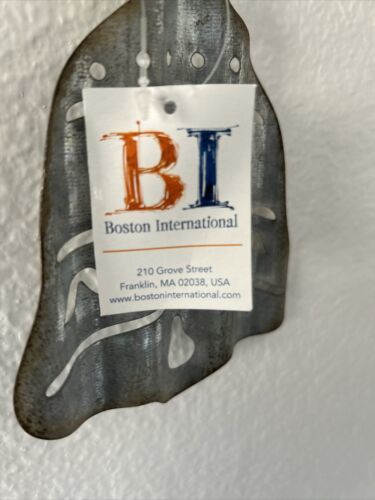 BI
Boston International
210 Grove Street
Franklin, MA 02038, USA
www.bostoninternational.com